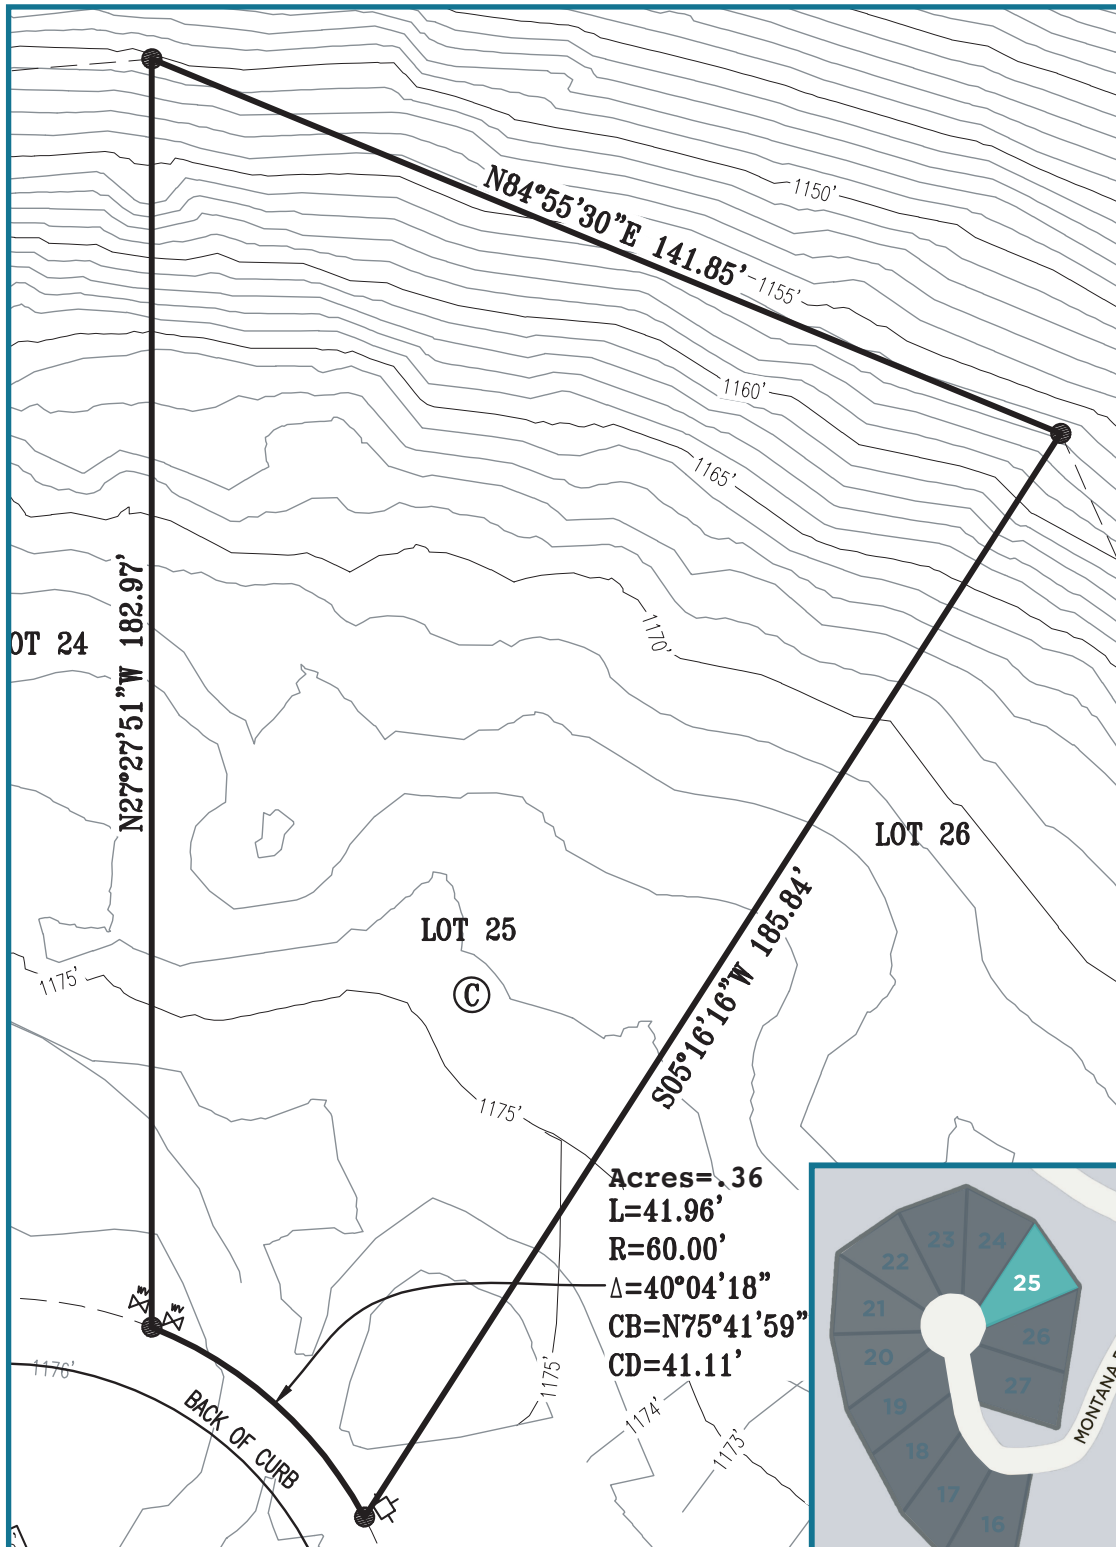 1150'
N84°55'30"E 141.85'
1155'
1160'
1165'
N27°27'51"W 182.97'
OT 24
1170'
LOT 26
LOT 25
S05°16'16"W 185.84'
1175'
C
1175'
Acres=.36
L=41.96'
R=60.00'
Δ=40°04'18"
CB=N75°41'59"
CD=41.11'
W
W
1176'
BACK OF CURB
1175'
1174'
1173'
23
24
22
25
21
26
20
27
19
MONTANA
18
17
16